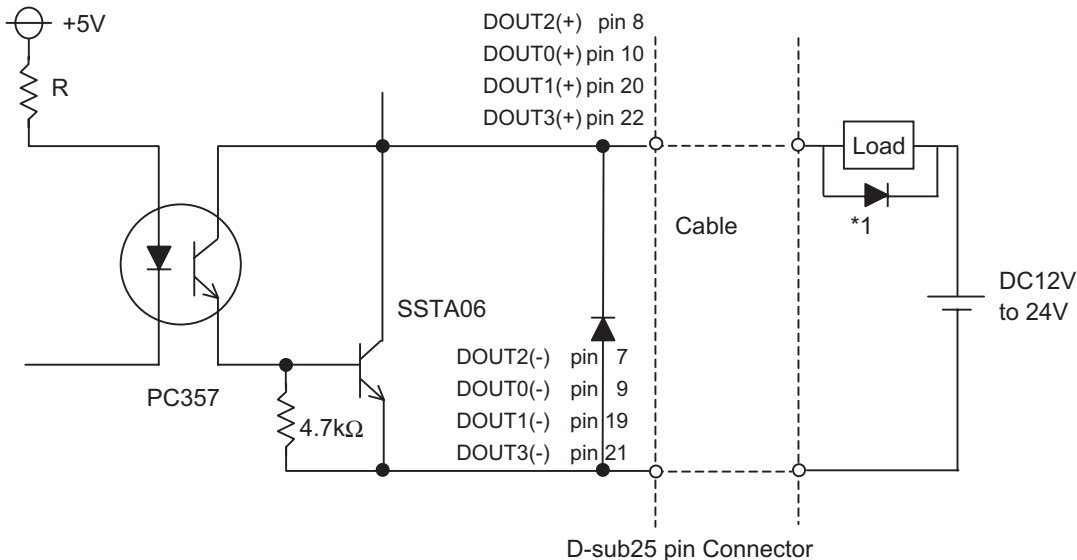 +5V
R
DOUT2(+) pin 8
DOUT0(+) pin 10
DOUT1(+) pin 20
DOUT3(+) pin 22
Load
*1
Cable
DC12V
to 24V
SSTA06
PC357
4.7kΩ
DOUT2(-) pin 7
DOUT0(-) pin 9
DOUT1(-) pin 19
DOUT3(-) pin 21
D-sub25 pin Connector